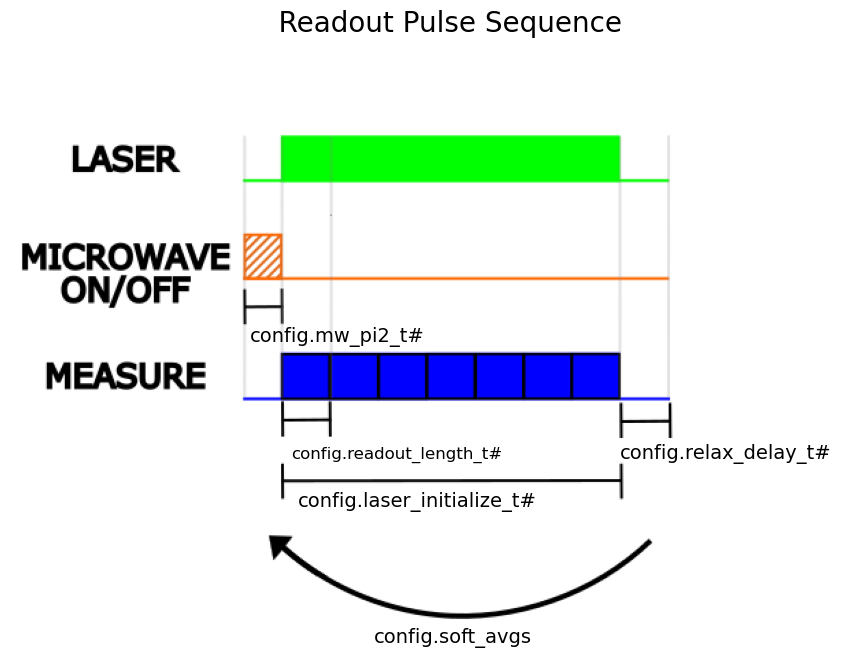 Readout Pulse Sequence
LASER
MICROWAVE
ON/OFF
config.mw_pi2_t#
MEASURE
config.readout_length_t#
config.relax_delay_t#
config.laser_initialize_t#
config.soft_avgs